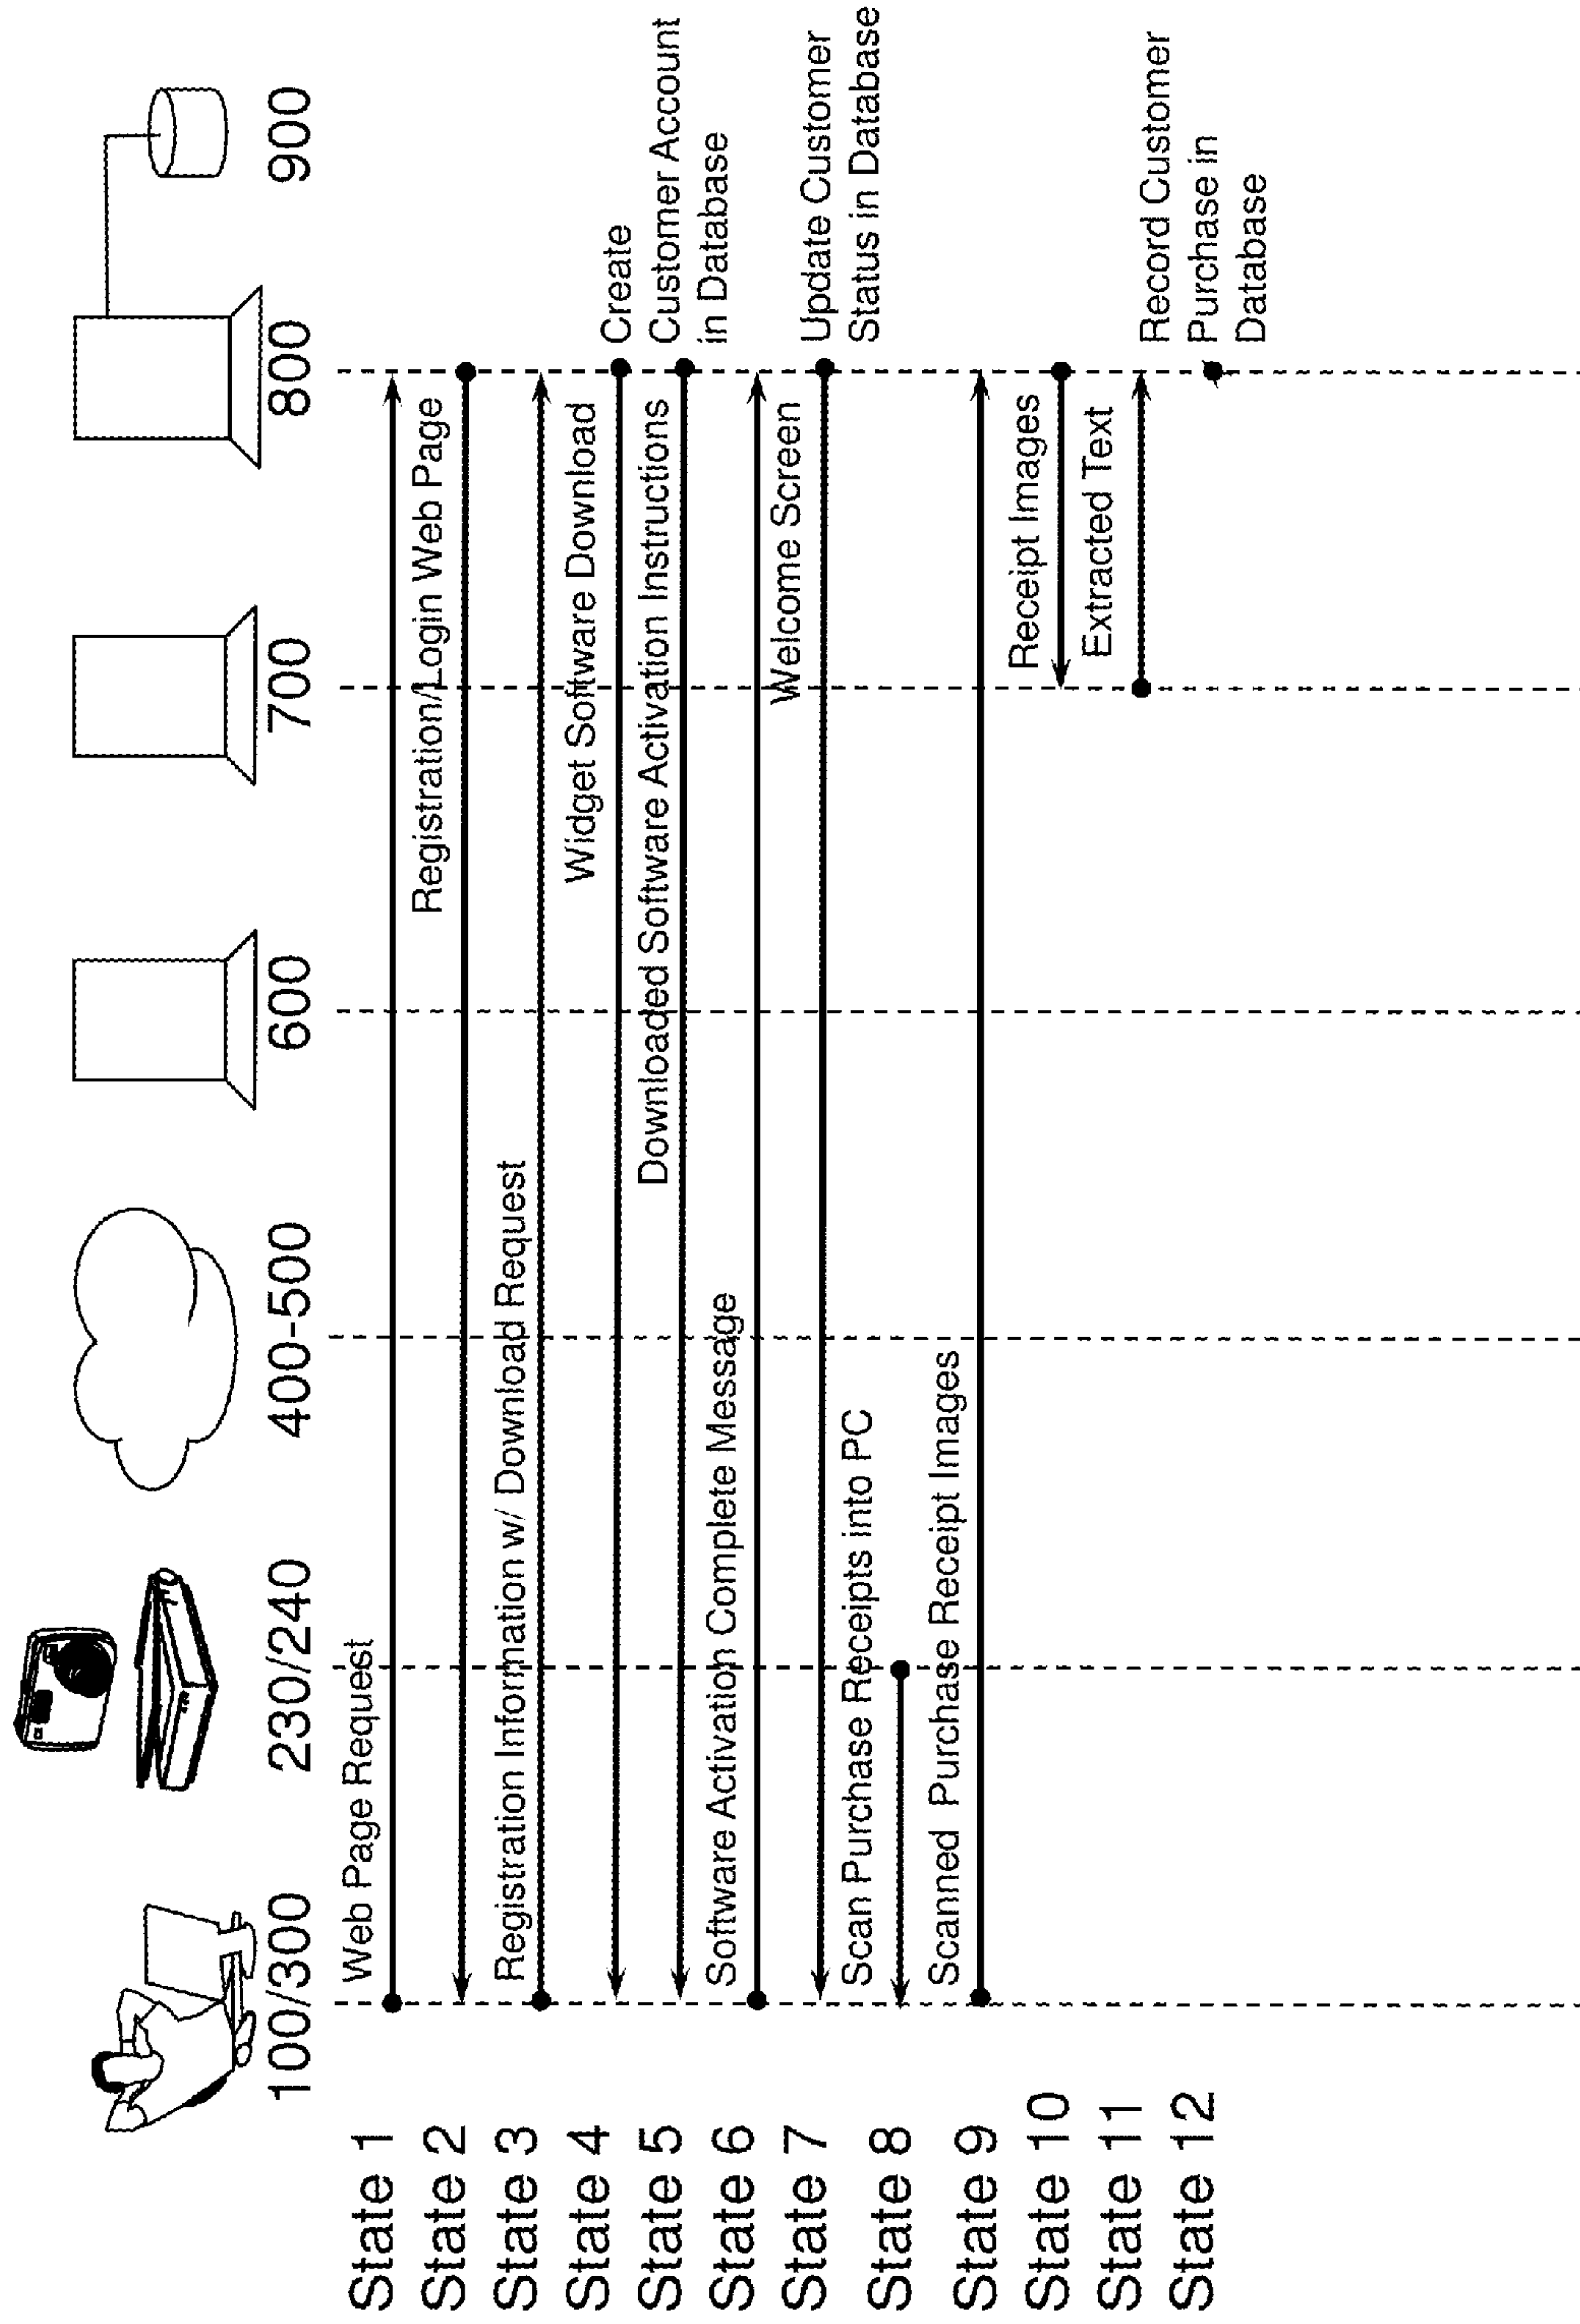 100/300
230/240
400-500
600
700
800
900
State 1
Web Page Request
State 2
Registration/Login Web Page
State 3
Registration Information w/ Download Request
State 4
Widget Software Download
Create
Customer Account
in Database
State 5
Downloaded Software Activation Instructions
State 6
Software Activation Complete Message
State 7
Welcome Screen
Update Customer
Status in Database
State 8
Scan Purchase Receipts into PC
State 9
Scanned Purchase Receipt Images
State 10
Receipt Images
State 11
Extracted Text
State 12
Record Customer
Purchase in
Database